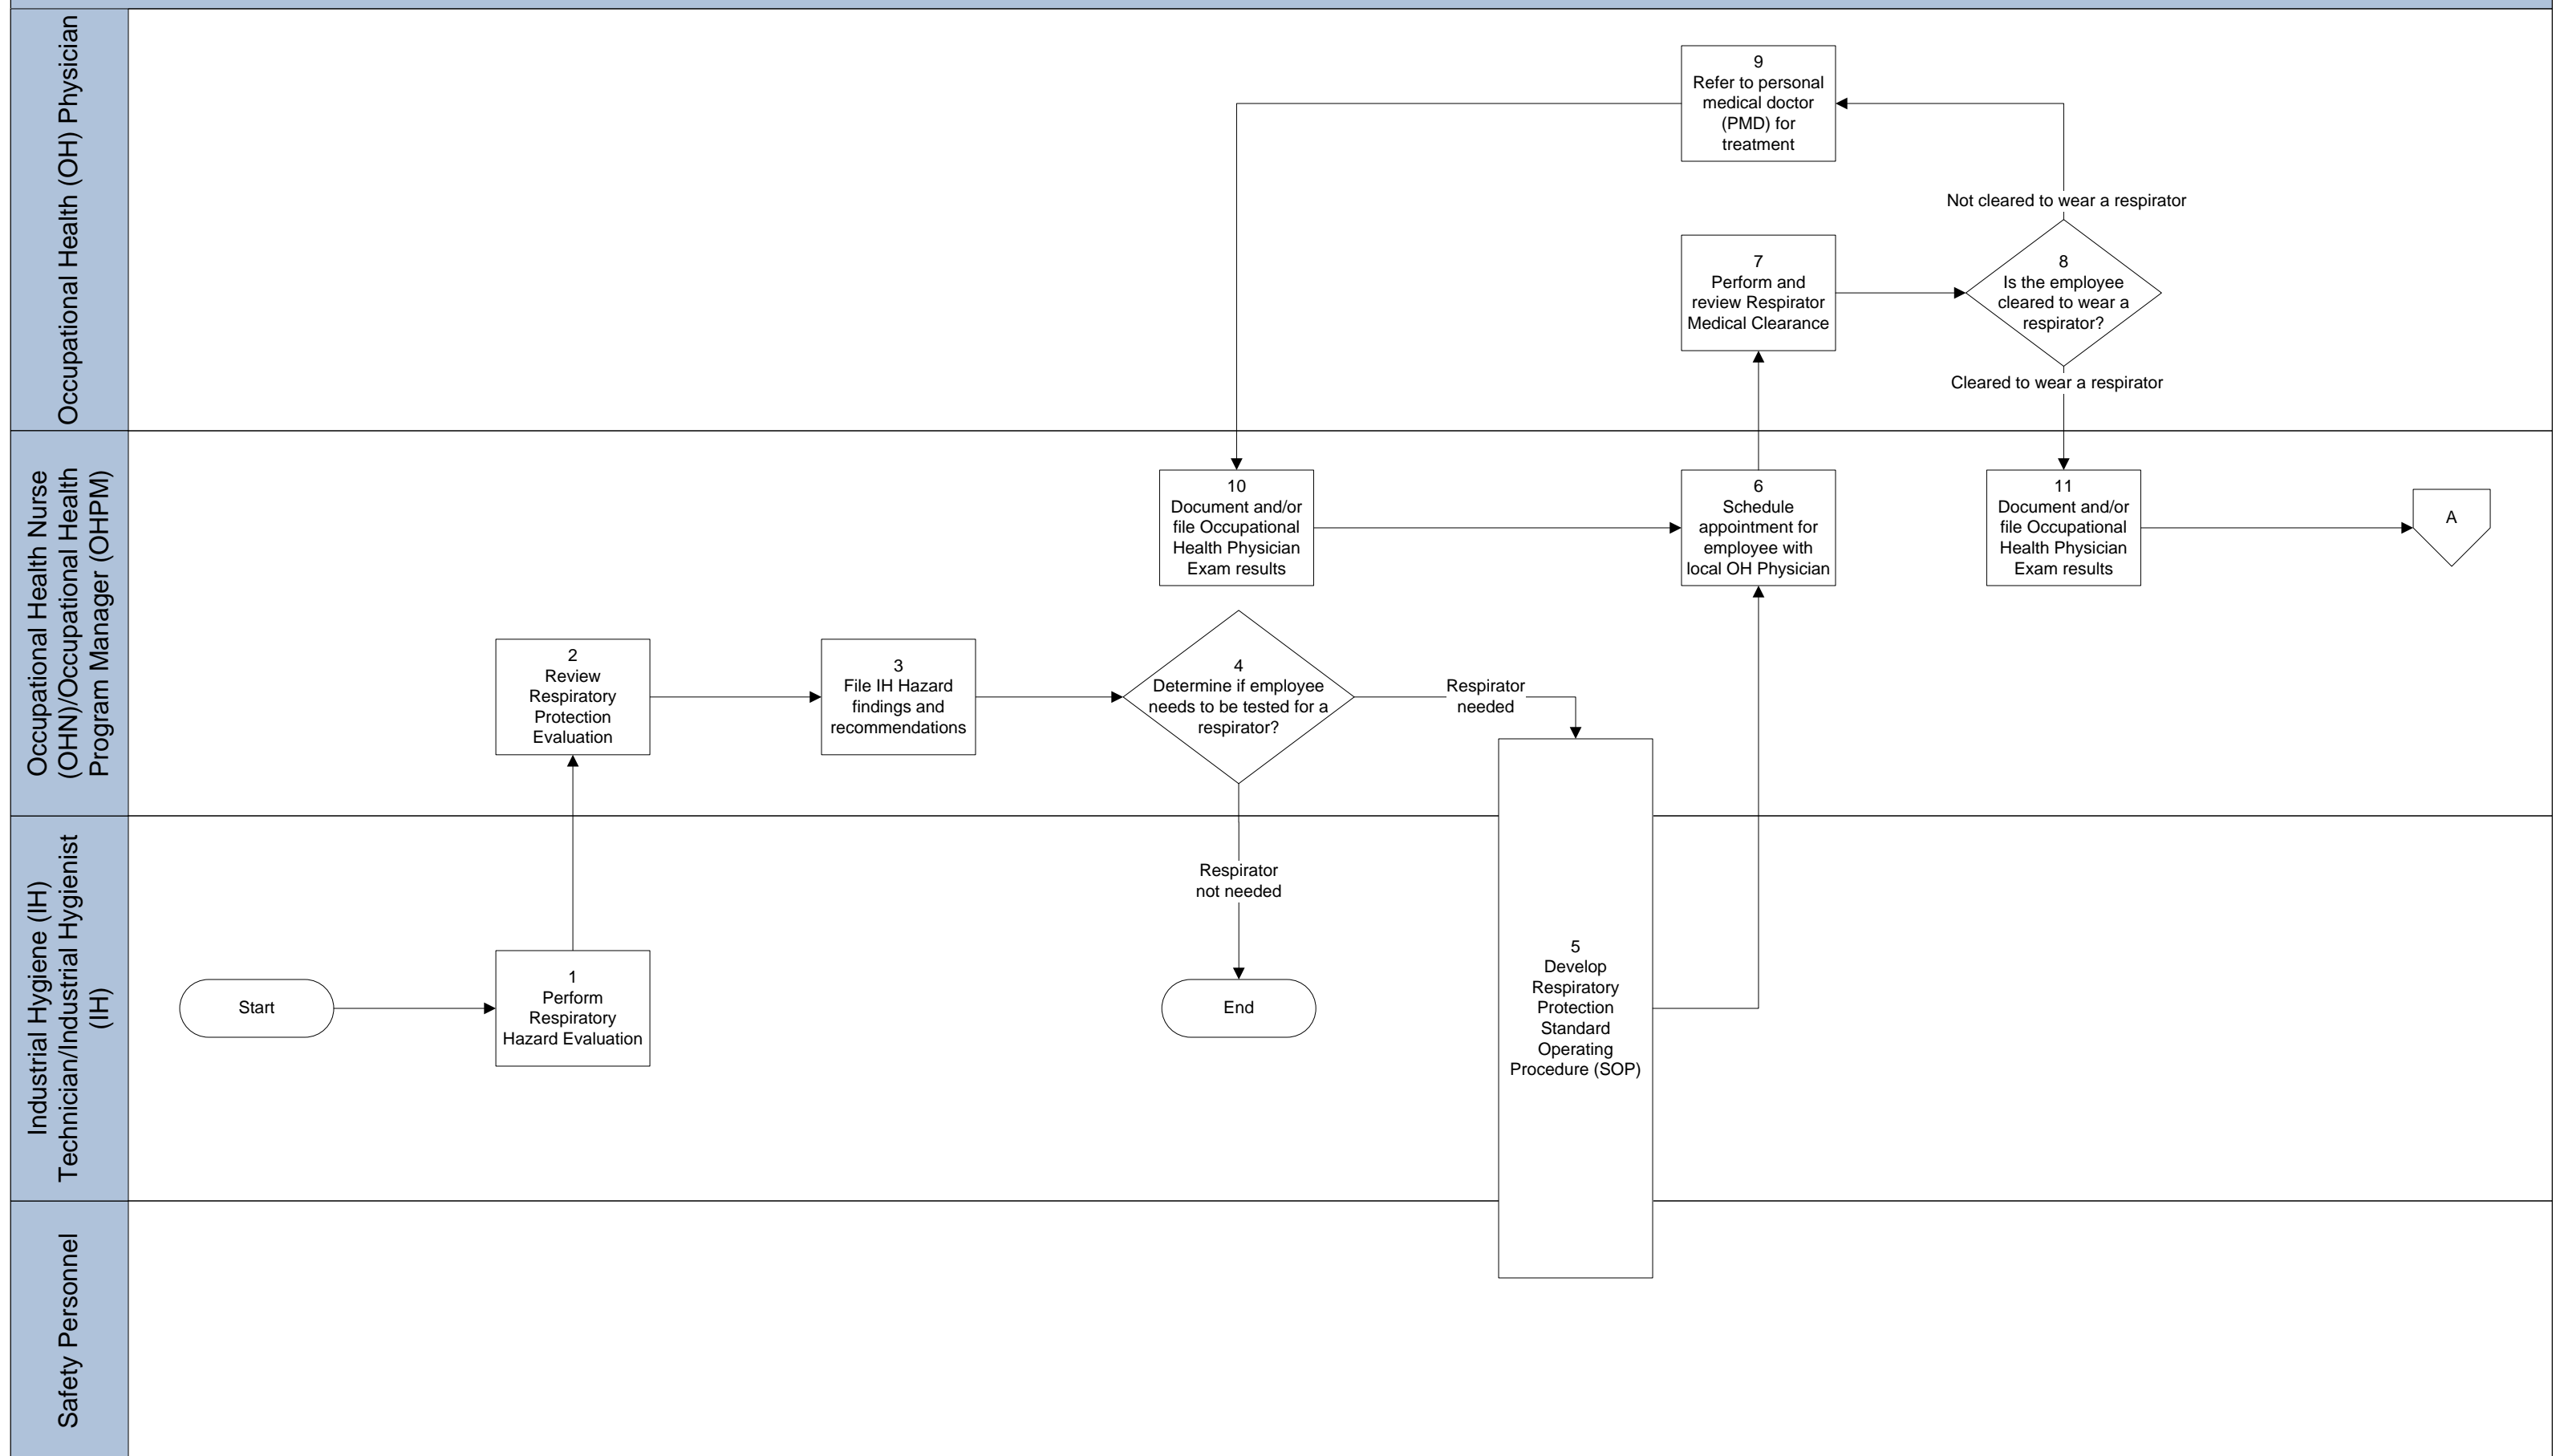 Occupational Health (OH) Physician
9
Refer to personal
medical doctor
(PMD) for
treatment
Not cleared to wear a respirator
7
Perform and
review Respirator
Medical Clearance
8
Is the employee
cleared to wear a
respirator?
Cleared to wear a respirator
Occupational Health Nurse
(OHN)/Occupational Health
Program Manager (OHPM)
10
Document and/or
file Occupational
Health Physician
Exam results
6
Schedule
appointment for
employee with
local OH Physician
11
Document and/or
file Occupational
Health Physician
Exam results
A
2
Review
Respiratory
Protection
Evaluation
3
File IH Hazard
findings and
recommendations
4
Determine if employee
needs to be tested for a
respirator?
Respirator
needed
Industrial Hygiene (IH)
Technician/Industrial Hygienist
(IH)
Respirator
not needed
Start
1
Perform
Respiratory
Hazard Evaluation
End
5
Develop
Respiratory
Protection
Standard
Operating
Procedure (SOP)
Safety Personnel